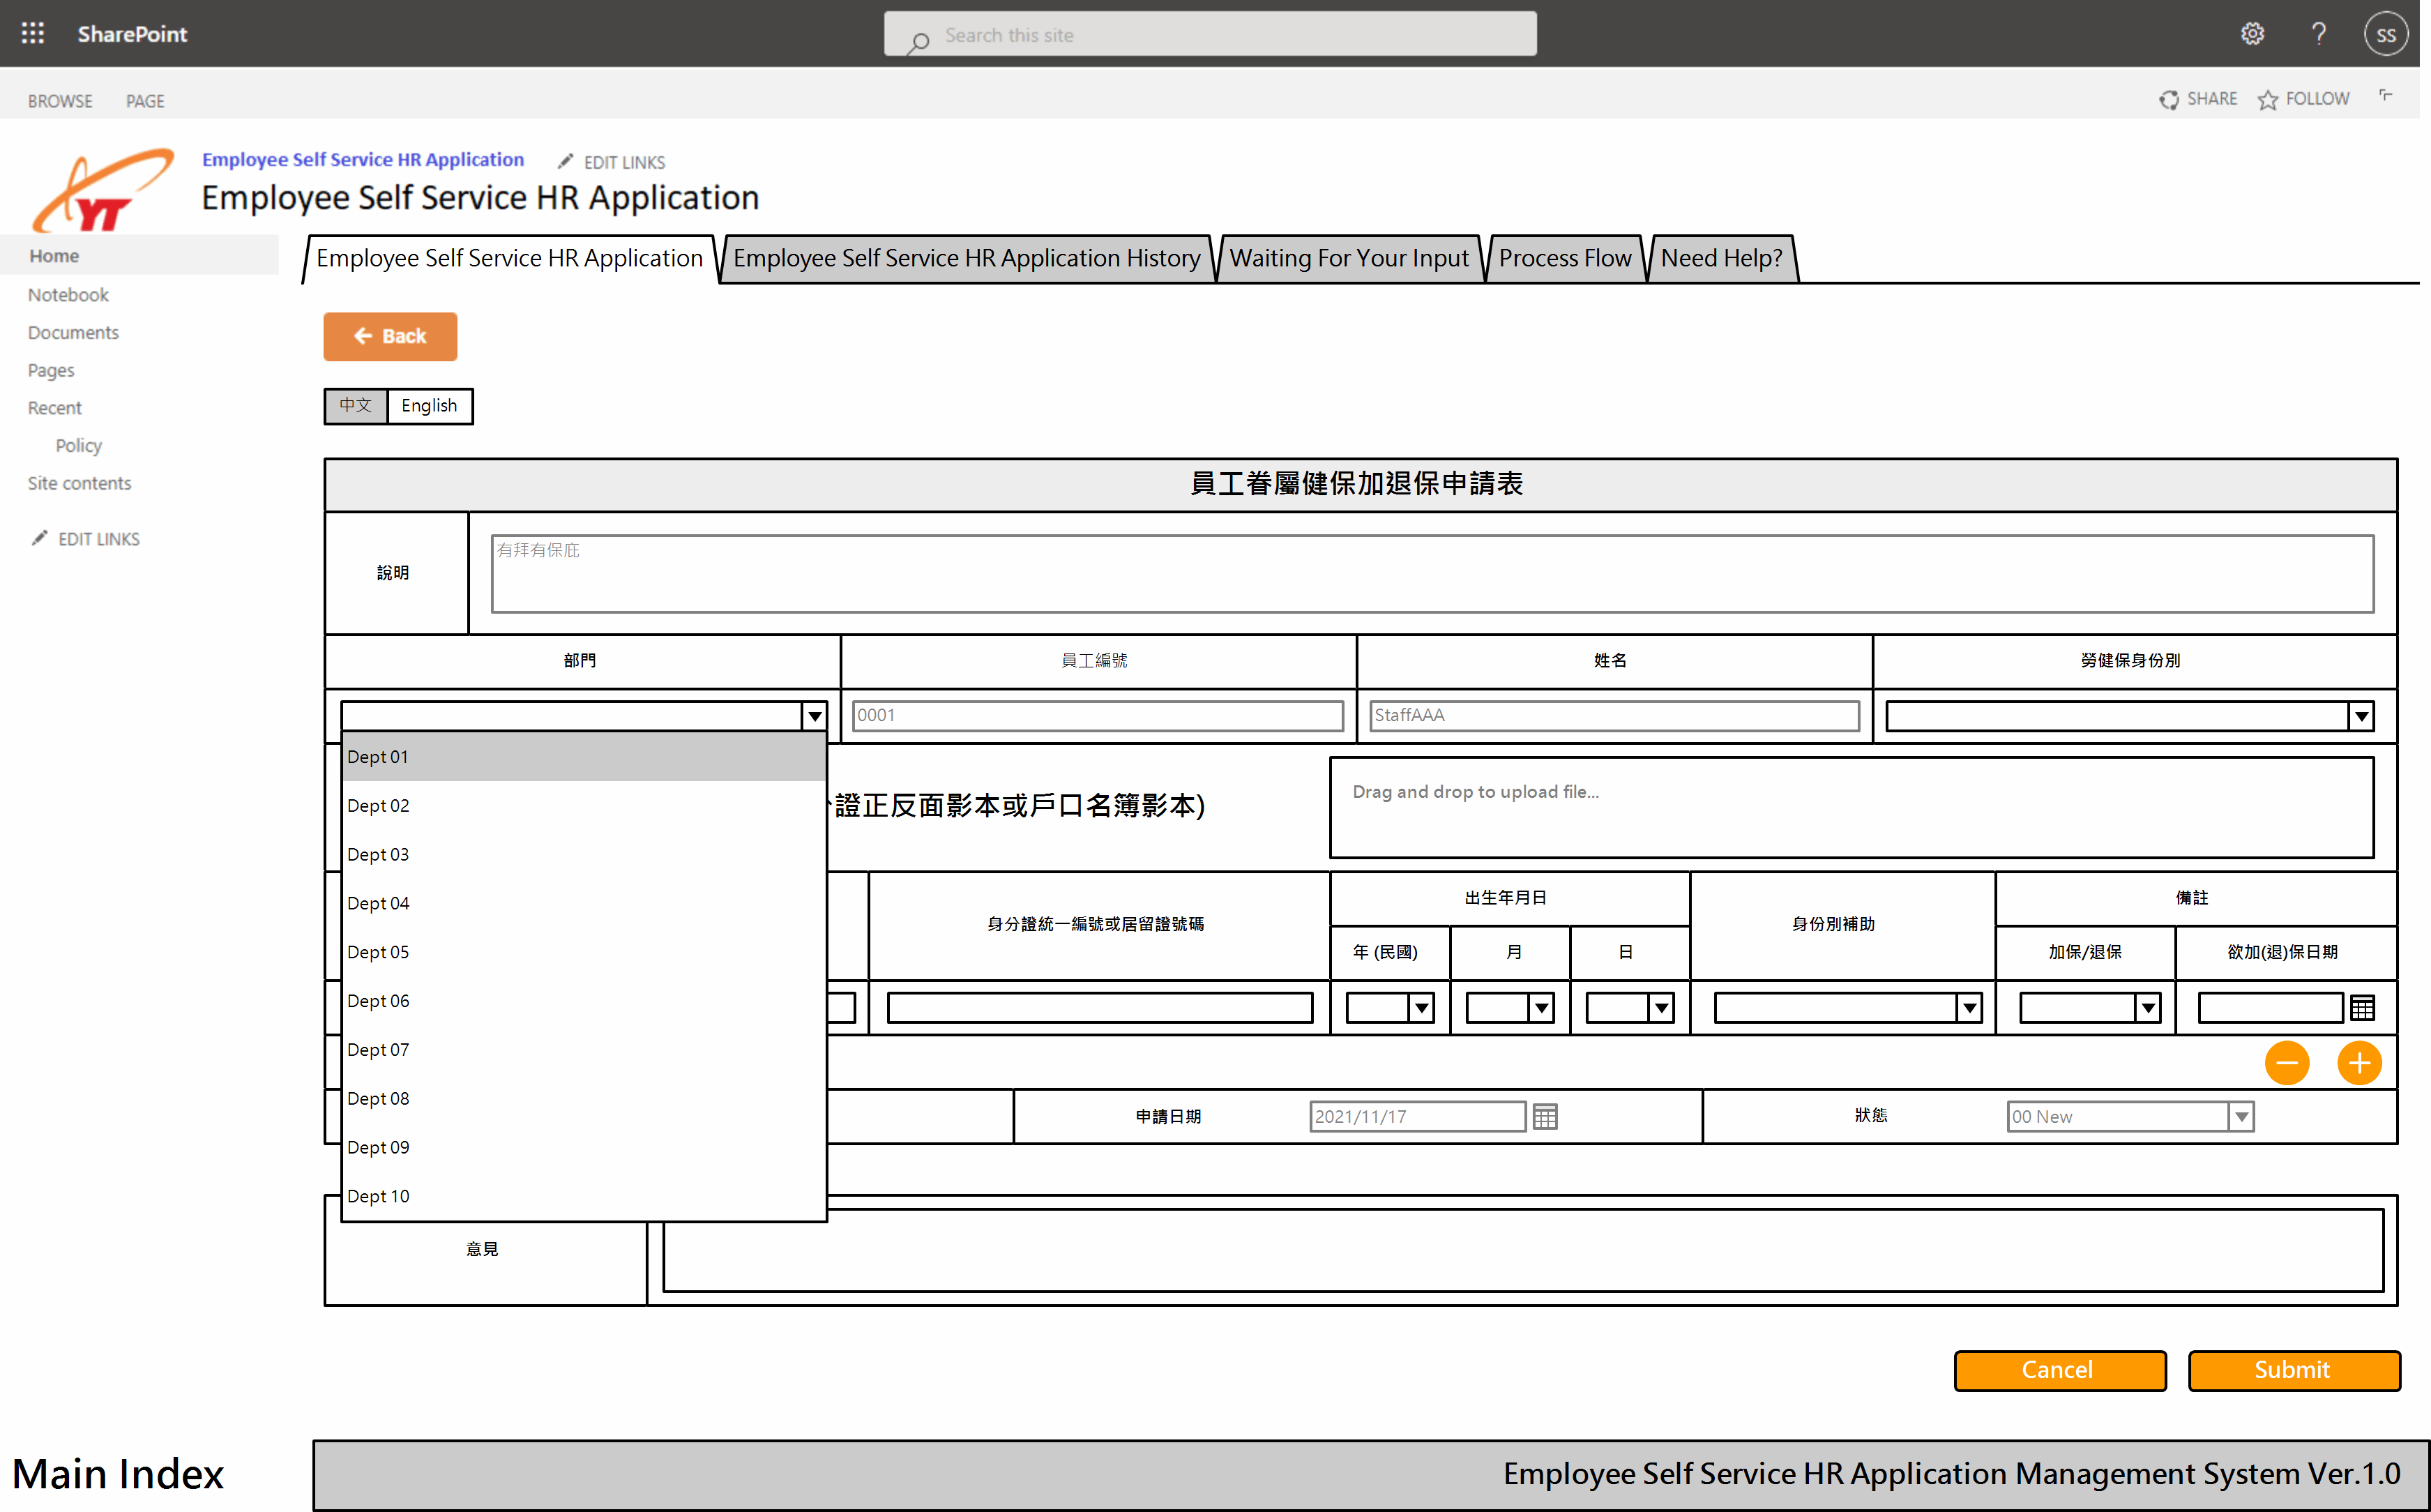 SharePoint
Search this site
?
SS
BROWSE PAGE
SHARE FOLLOW
YT
Employee Self Service HR Application EDIT LINKS
Employee Self Service HR Application
Home
Notebook
Documents
Pages
Recent
Policy
Site contents
EDIT LINKS
Employee Self Service HR Application
Employee Self Service HR Application History
Waiting For Your Input
Process Flow
Need Help?
Back
中文 English
員工眷屬健保加退保申請表
說明
有拜有保庇
部門 員工編號 姓名 勞健保身份別
0001 StaffAAA
Dept 01
Dept 02
Dept 03
Dept 04
Dept 05
Dept 06
Dept 07
Dept 08
Dept 09
Dept 10
證正反面影本或戶口名簿影本)
Drag and drop to upload file...
身分證統一編號或居留證號碼
出生年月日
年 (民國) 月 日
身份別補助
備註
加保/退保 欲加(退)保日期
申請日期 2021/11/17
狀態 00 New
意見
Cancel Submit
Main Index
Employee Self Service HR Application Management System Ver.1.0